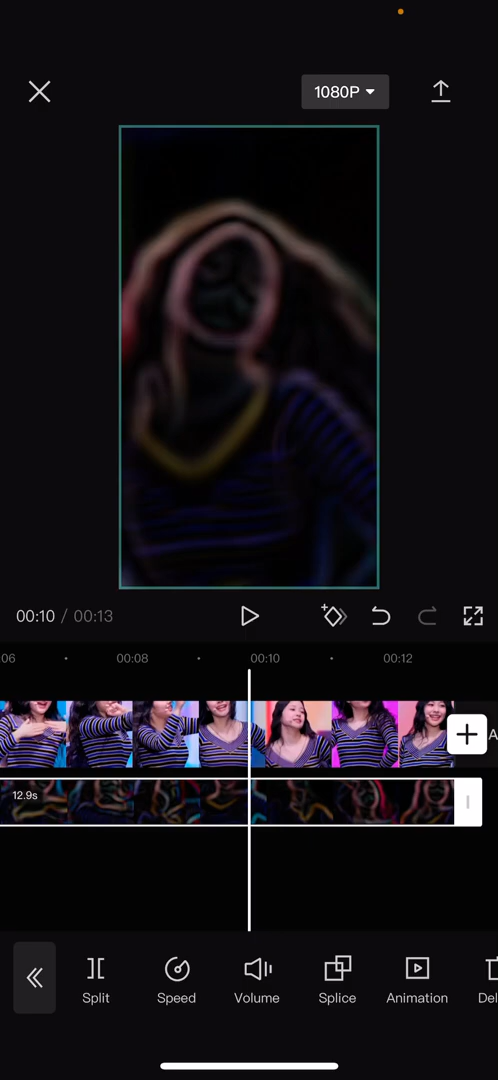 1080P
00:10 / 00:13
:06 00:08 00:10 00:12
A
12.9s
Split Speed Volume Splice Animation Del